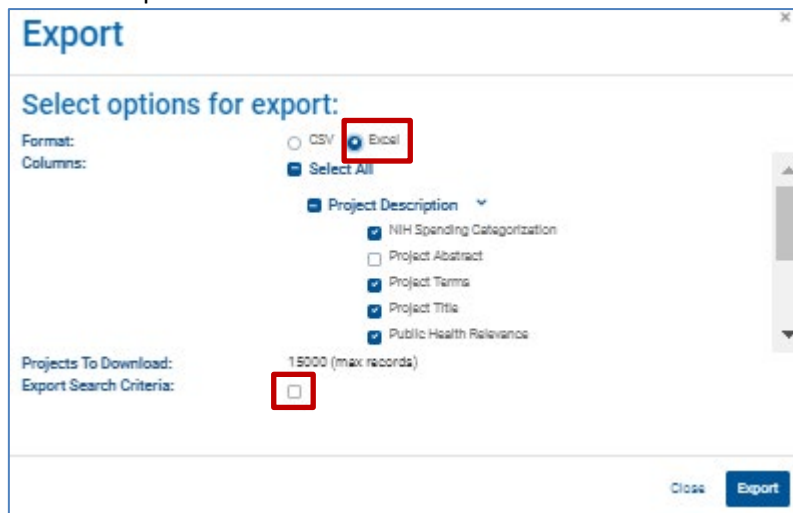 Export
Select options for export:
Format: CSV Excel
Columns: Select All
Project Description
NIH Spending Categorization
Project Abstract
Project Terms
Project Title
Public Health Relevance
Projects To Download: 15000 (max records)
Export Search Criteria:
Close Export